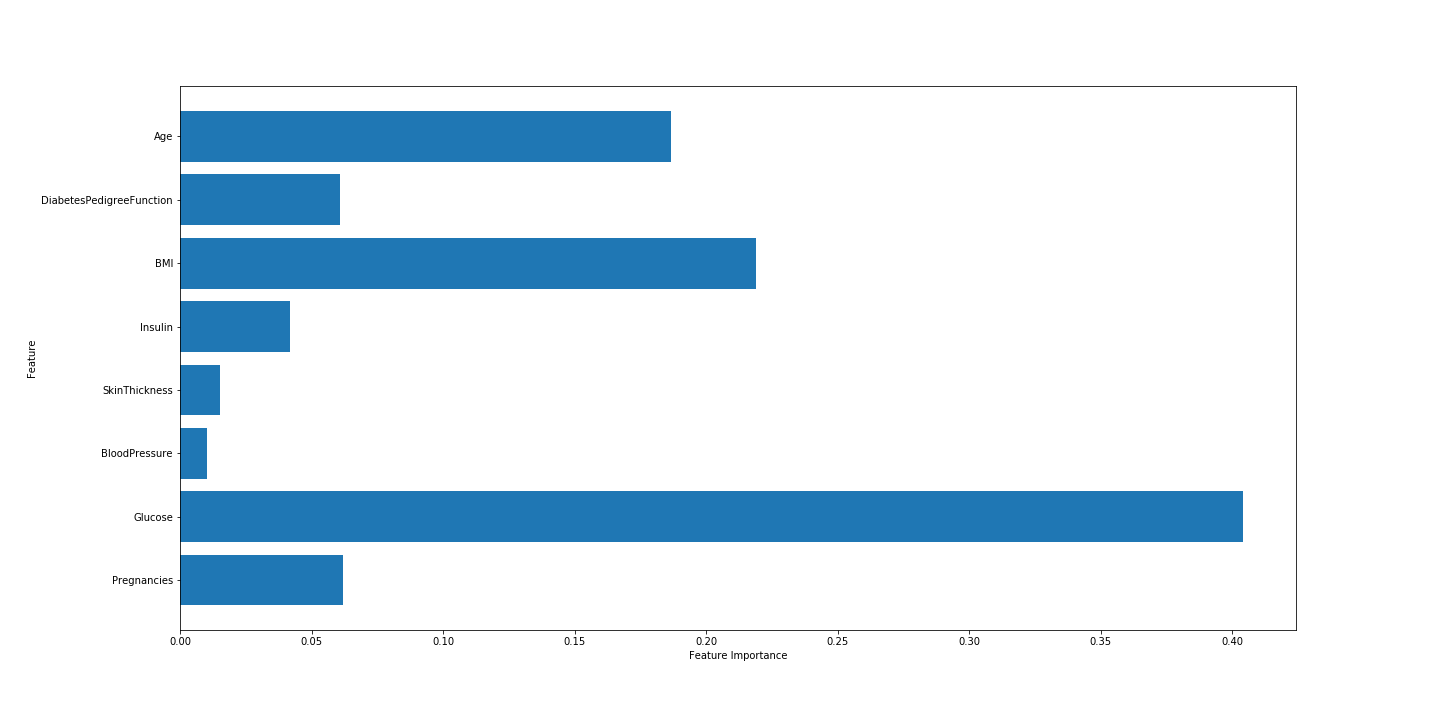 Age
DiabetesPedigreeFunction
BMI
Insulin
Feature
SkinThickness
BloodPressure
Glucose
Pregnancies
0.00 0.05 0.10 0.15 0.20 0.25 0.30 0.35 0.40
Feature Importance